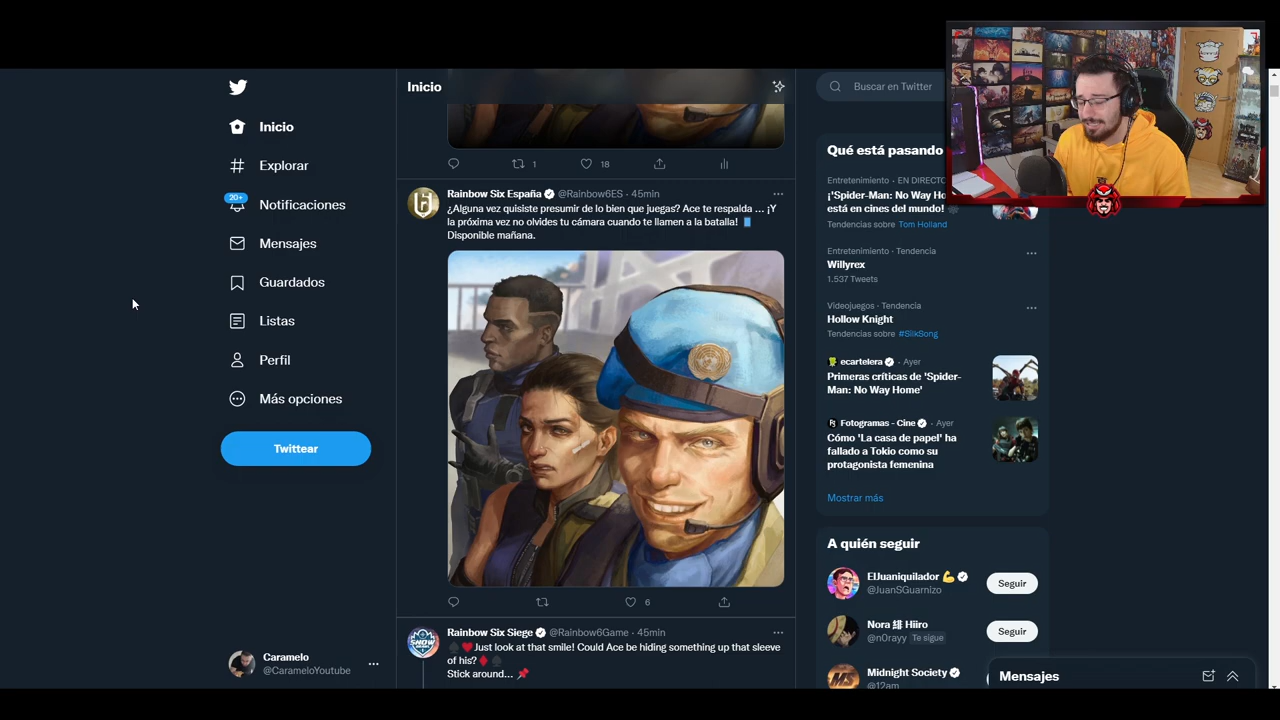 Inicio
Explorar
20+
Notificaciones
Mensajes
Guardados
Listas
Perfil
Más opciones
Twittear
Caramelo
@CarameloYoutube
Inicio
1
18
Rainbow Six España @Rainbow6ES · 45min
¿Alguna vez quisiste presumir de lo bien que juegas? Ace te respalda ... ¡Y
la próxima vez no olvides tu cámara cuando te llamen a la batalla!
Disponible mañana.
6
Rainbow Six Siege @Rainbow6Game · 45min
♠️♥️Just look at that smile! Could Ace be hiding something up that sleeve
of his?♦️♠️
Stick around... 📌
Buscar en Twitter
Qué está pasando
Entretenimiento · EN DIRECTO
¡'Spider-Man: No Way Ho
está en cines del mundo!
Tendencias sobre Tom Holland
Entretenimiento · Tendencia
Willyrex
1.537 Tweets
Videojuegos · Tendencia
Hollow Knight
Tendencias sobre #SilkSong
ecartelera · Ayer
Primeras críticas de 'Spider-
Man: No Way Home'
Fotogramas - Cine · Ayer
Cómo 'La casa de papel' ha
fallado a Tokio como su
protagonista femenina
Mostrar más
A quién seguir
ElJuaniquilador 💪
@JuanSGuarnizo
Seguir
Nora 緋 Hiiro
@n0rayy Te sigue
Seguir
Midnight Society
@12am
Mensajes